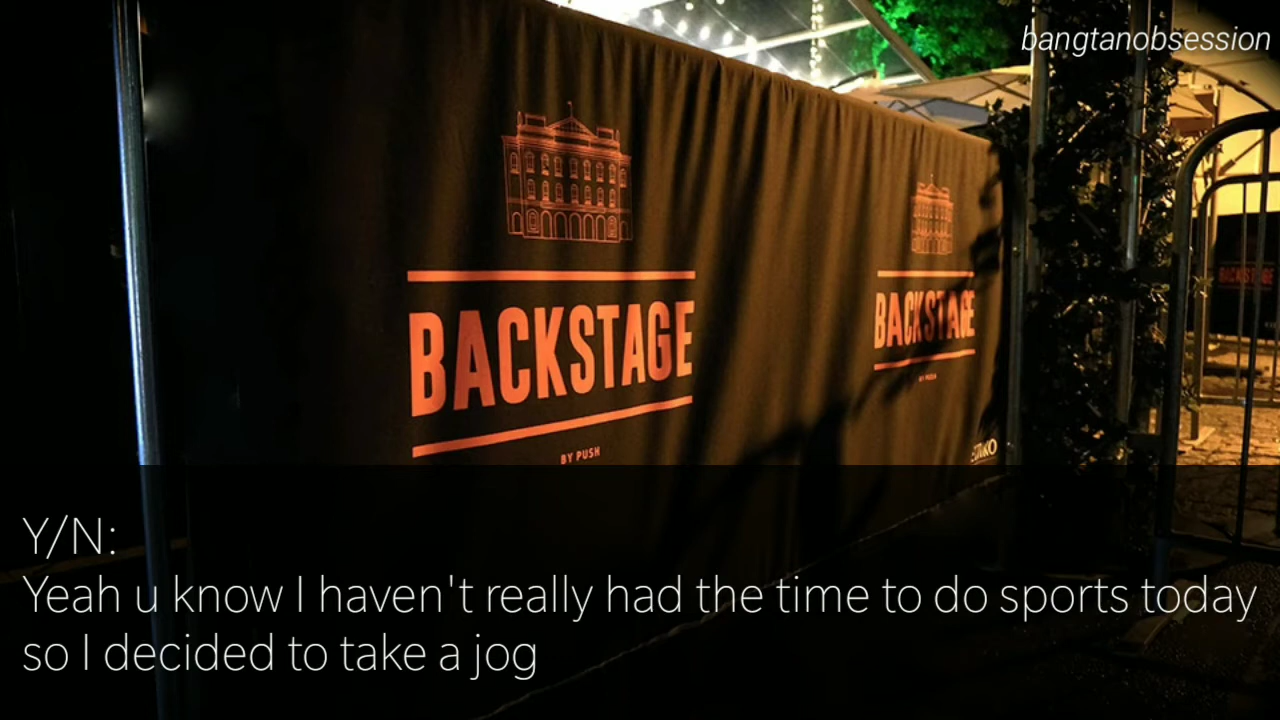 bangtanobsession
BACKSTAGE
BY PUSH
BACKSTAGE
BY PUSH
Y/N:
Yeah u know I haven't really had the time to do sports today
so I decided to take a jog